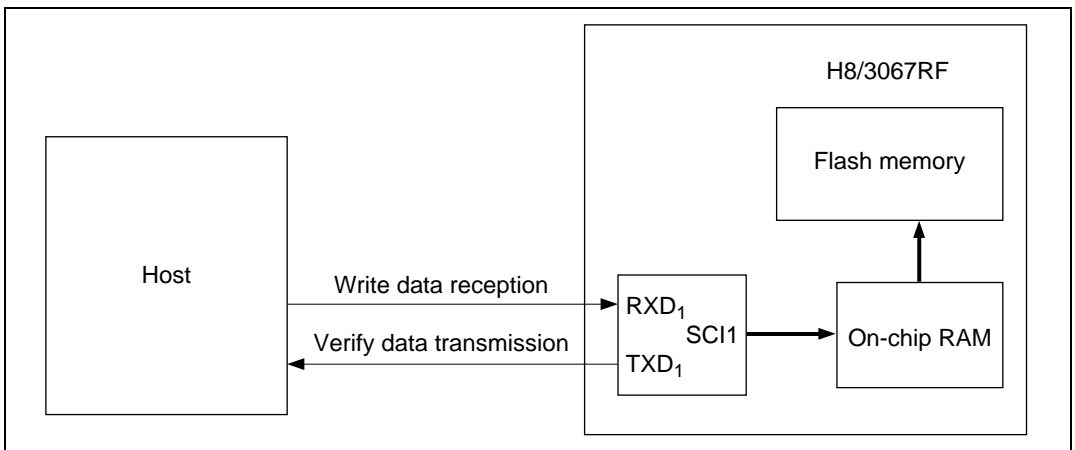 H8/3067RF
Flash memory
Host
Write data reception
RXD₁
SCI1
On-chip RAM
Verify data transmission
TXD₁